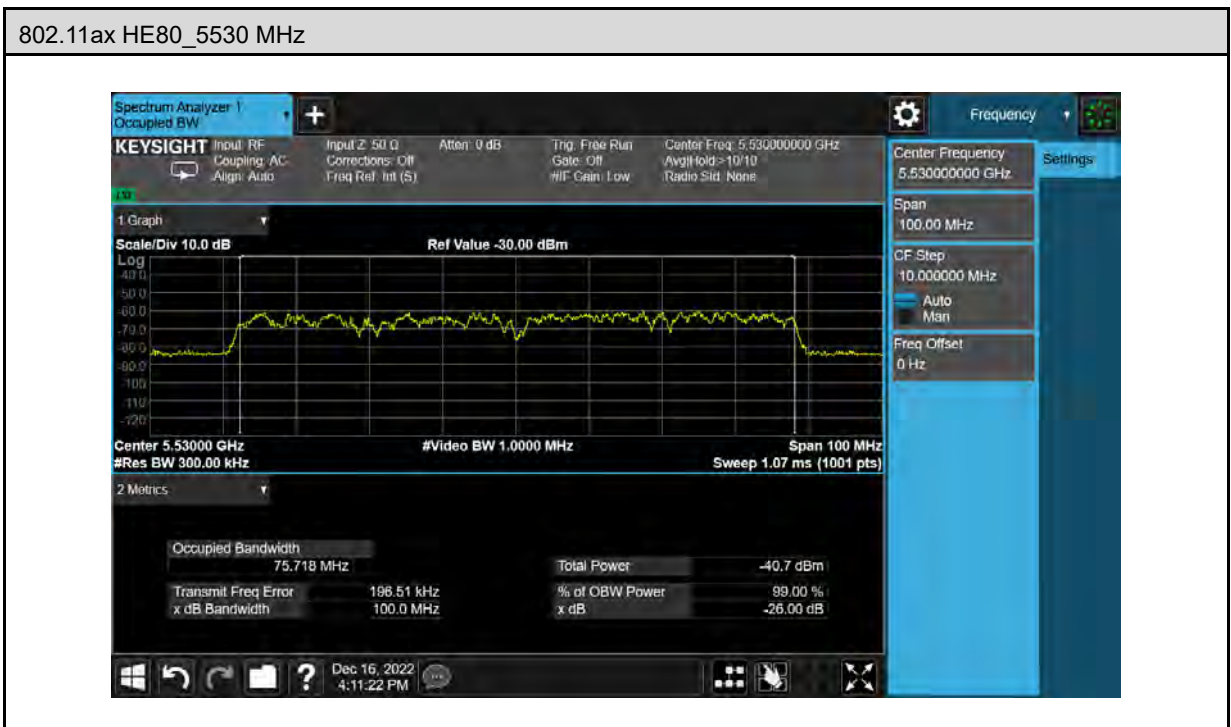 802.11ax HE80_5530 MHz
Spectrum Analyzer 1
Occupied BW
Frequency
KEYSIGHT Input: RF
Coupling: AC
Align: Auto
Input Z: 50 Ω
Corrections: Off
Freq Ref: Int (S)
Atten: 0 dB
Trig: Free Run
Gate: Off
#IF Gain: Low
Center Freq: 5.530000000 GHz
Avg|Hold:>10/10
Radio Std: None
Center Frequency
5.530000000 GHz
Settings
Span
100.00 MHz
CF Step
10.000000 MHz
Auto
Man
Freq Offset
0 Hz
1 Graph
Scale/Div 10.0 dB
Ref Value -30.00 dBm
Log
-40.0
-50.0
-60.0
-70.0
-80.0
-90.0
-100
-110
-120
Center 5.53000 GHz
#Video BW 1.0000 MHz
Span 100 MHz
#Res BW 300.00 kHz
Sweep 1.07 ms (1001 pts)
2 Metrics
Occupied Bandwidth
75.718 MHz
Total Power -40.7 dBm
Transmit Freq Error 196.51 kHz
% of OBW Power 99.00 %
x dB Bandwidth 100.0 MHz
x dB -26.00 dB
?
Dec 16, 2022
4:11:22 PM